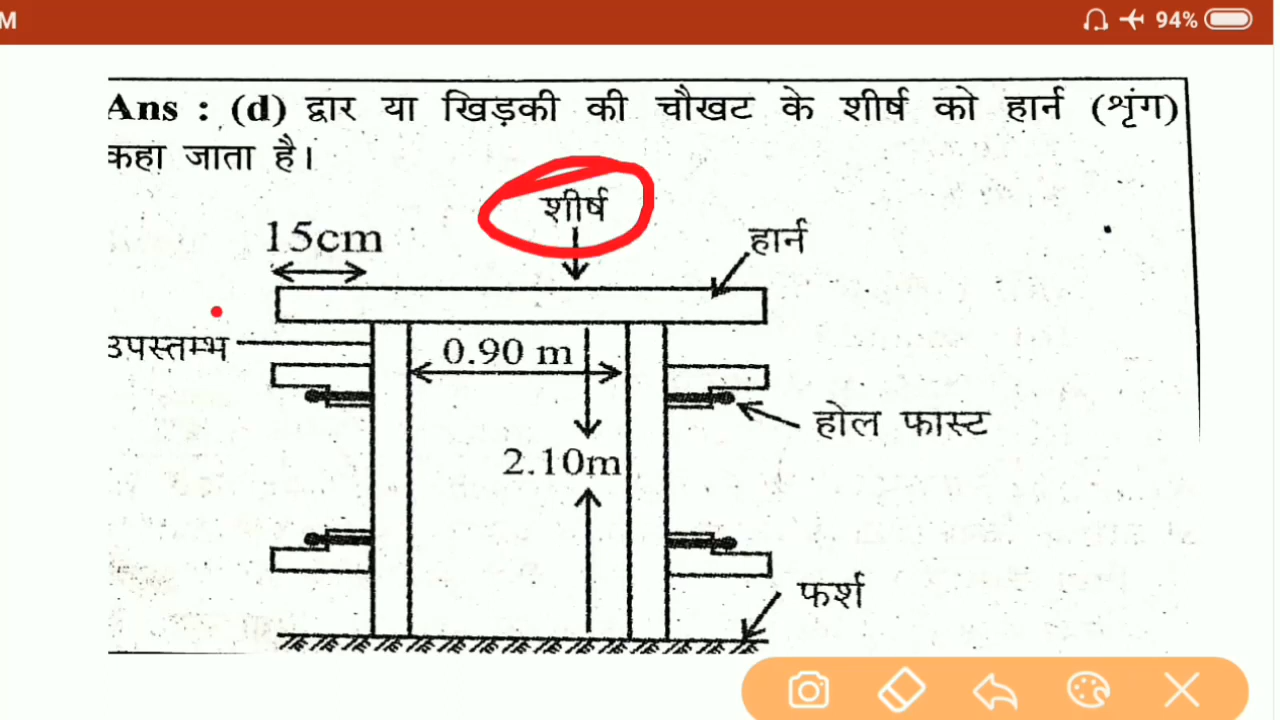 M
94%
Ans : (d) द्वार या खिड़की की चौखट के शीर्ष को हार्न (शृंग)
कहा जाता है।
शीर्ष
15cm
हार्न
उपस्तम्भ
0.90 m
होल फास्ट
2.10m
फर्श